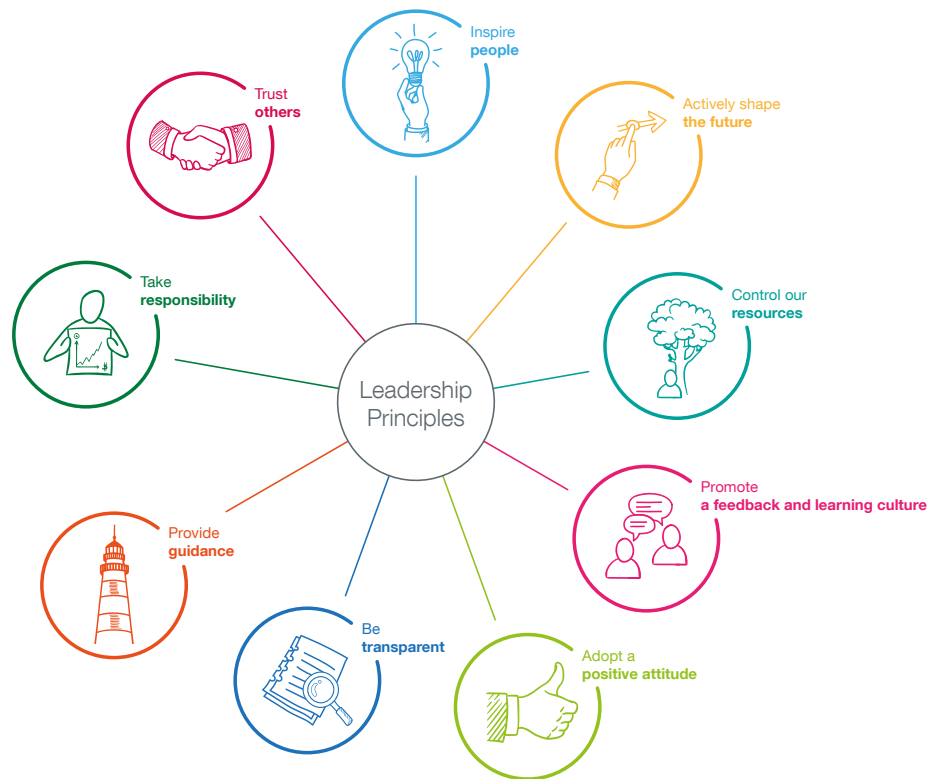 Inspire
people
Actively shape
the future
Control our
resources
Promote
a feedback and learning culture
Adopt a
positive attitude
Be
transparent
Provide
guidance
Take
responsibility
Trust
others
Leadership
Principles